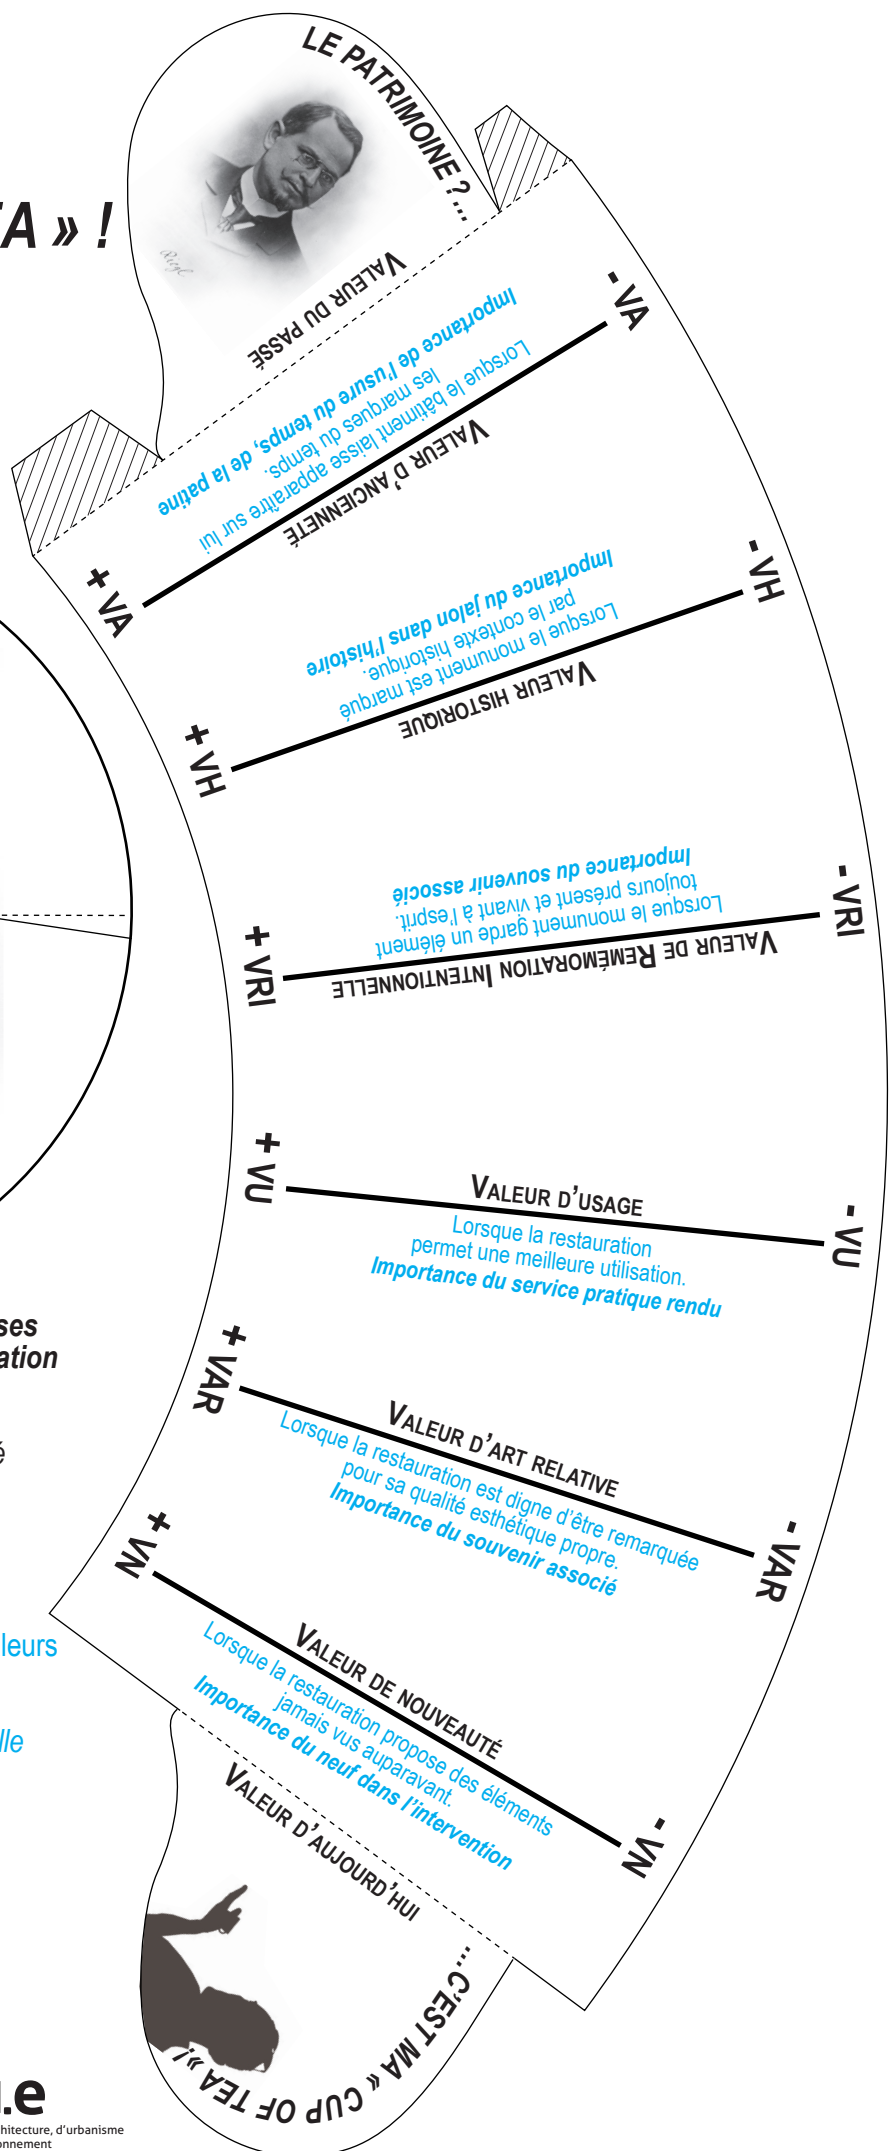 LE PATRIMOINE ?...
TA » !
Riegl
VALEUR DU PASSÉ
Importance de l'usure du temps, de la patine
Lorsque le bâtiment laisse apparaître sur lui
les marques du temps.
- VA
+ VA
VALEUR D'ANCIENNETÉ
Importance du jalon dans l'histoire
Lorsque le monument est marqué
par le contexte historique.
- VH
+ VH
VALEUR HISTORIQUE
Importance du souvenir associé
Lorsque le monument garde un élément
toujours présent et vivant à l'esprit.
- VRI
+ VRI
VALEUR DE REMÉMORATION INTENTIONNELLE
+ VU
VALEUR D'USAGE
- VU
Lorsque la restauration
permet une meilleure utilisation.
Importance du service pratique rendu
ses
ation
é
+ VAR
VALEUR D'ART RELATIVE
- VAR
Lorsque la restauration est digne d'être remarquée
pour sa qualité esthétique propre.
Importance du souvenir associé
+ VN
VALEUR DE NOUVEAUTÉ
- VN
Lorsque la restauration propose des éléments
jamais vus auparavant.
Importance du neuf dans l'intervention
leurs
lle
VALEUR D'AUJOURD'HUI
...C'EST MA « CUP OF TEA »!
.e
hitecture, d'urbanisme
onnement